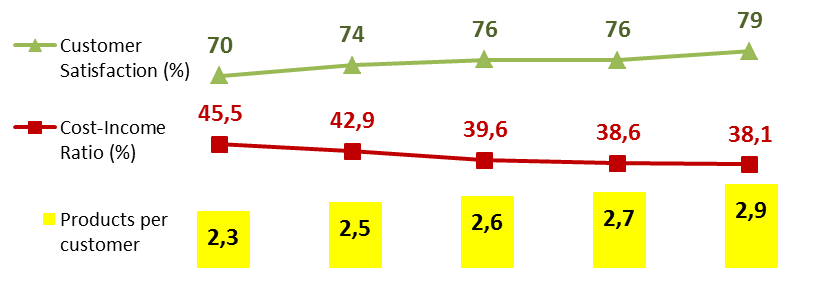 70 74 76 76 79
Customer
Satisfaction (%)
45,5 42,9 39,6 38,6 38,1
Cost-Income
Ratio (%)
Products per
customer
2,3 2,5 2,6 2,7 2,9